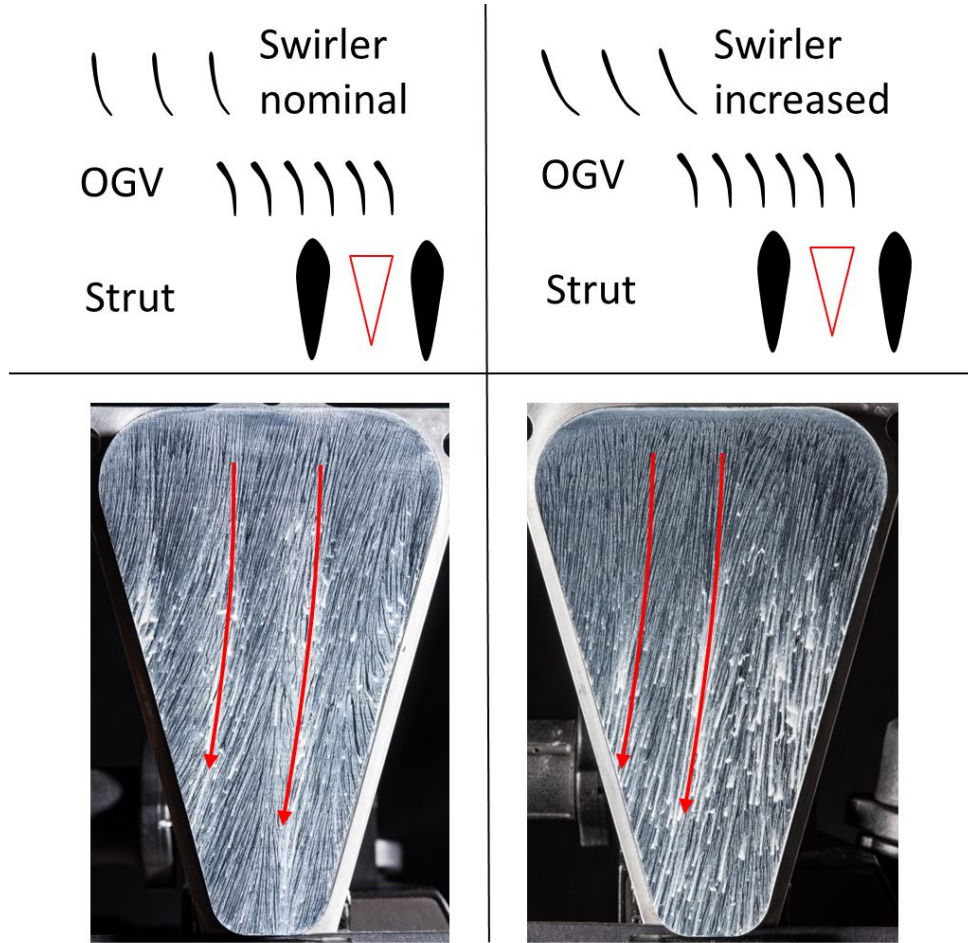 Swirler
nominal
OGV
Strut
Swirler
increased
OGV
Strut